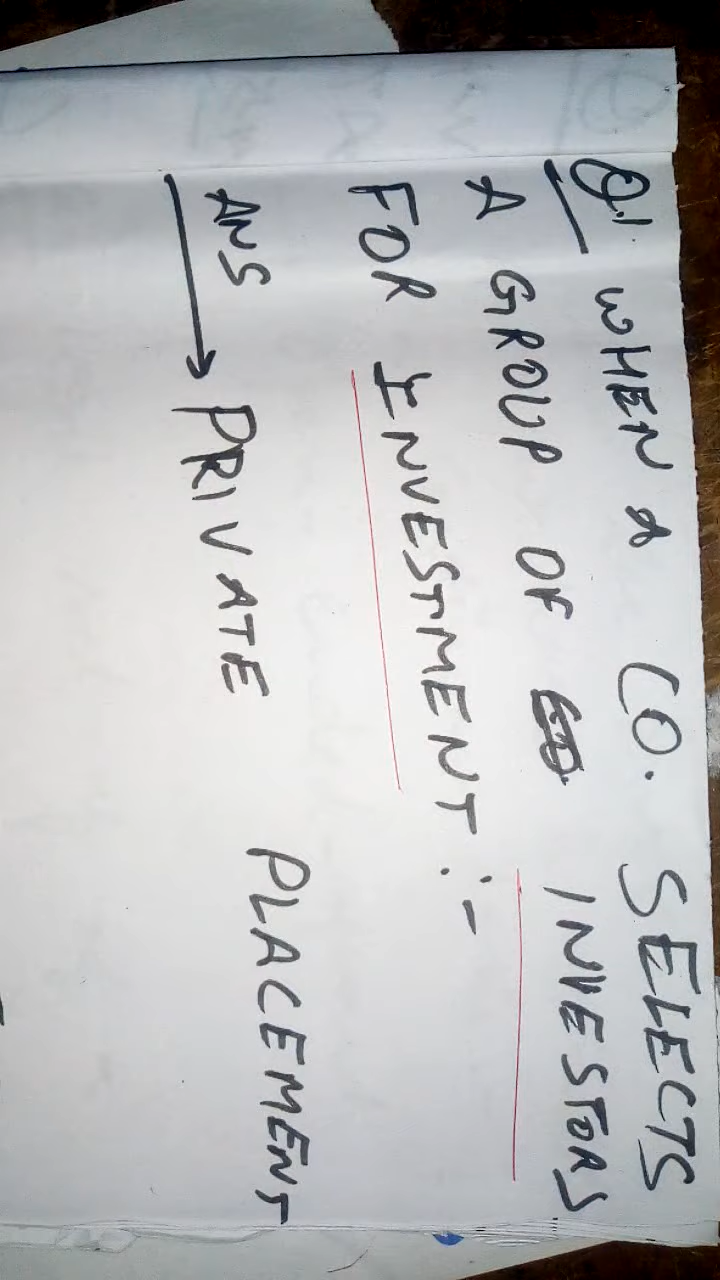 Q.1. WHEN a CO. SELECTS
A GROUP OF INVESTORS
FOR INVESTMENT :-
ANS
→ PRIVATE PLACEMENT